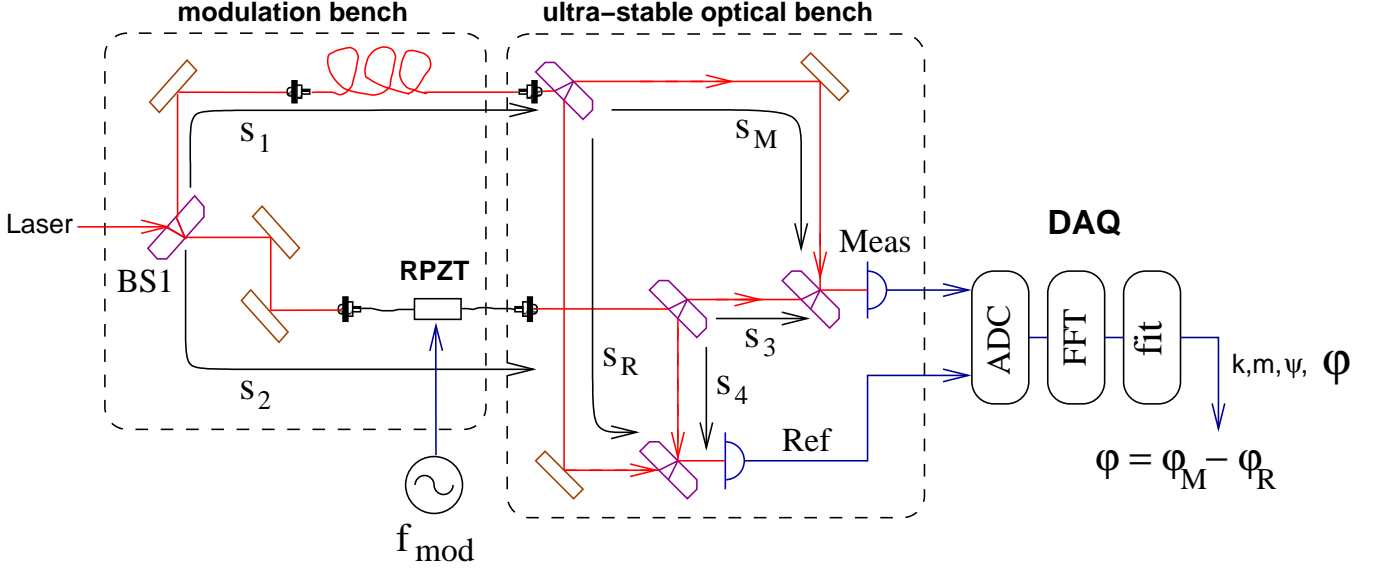 modulation bench
ultra−stable optical bench
s1
sM
Laser
BS1
RPZT
Meas
DAQ
s3
sR
s4
s2
ADC
FFT
fit
k,m,ψ, φ
Ref
φ = φM − φR
fmod